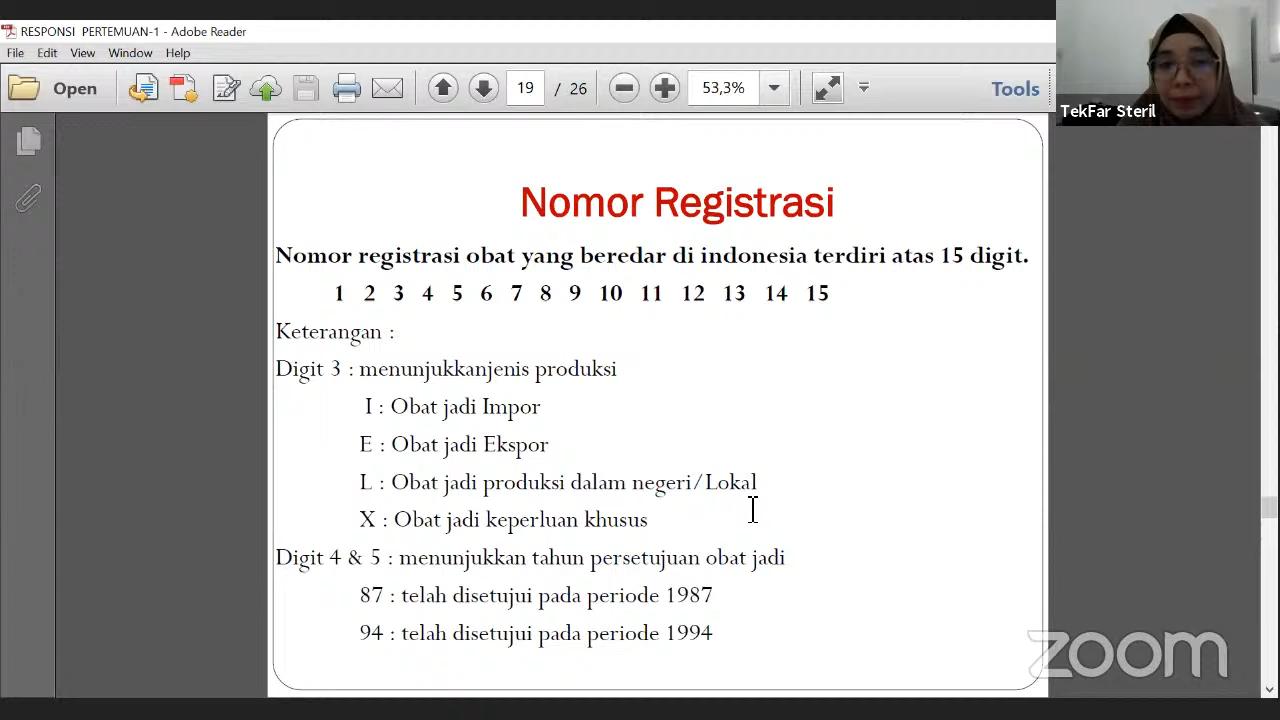 RESPONSI PERTEMUAN-1 - Adobe Reader
File Edit View Window Help
Open 19 / 26 53,3% Tools
TekFar Steril
Nomor Registrasi
Nomor registrasi obat yang beredar di indonesia terdiri atas 15 digit.
1 2 3 4 5 6 7 8 9 10 11 12 13 14 15
Keterangan :
Digit 3 : menunjukkanjenis produksi
I : Obat jadi Impor
E : Obat jadi Ekspor
L : Obat jadi produksi dalam negeri/Lokal
X : Obat jadi keperluan khusus
Digit 4 & 5 : menunjukkan tahun persetujuan obat jadi
87 : telah disetujui pada periode 1987
94 : telah disetujui pada periode 1994
zoom